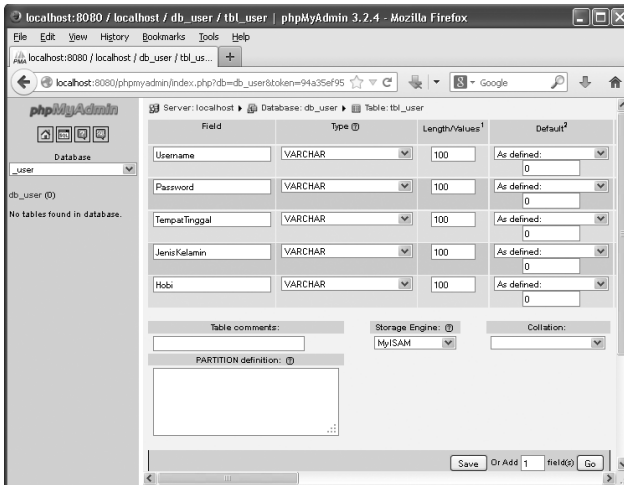 localhost:8080 / localhost / db_user / tbl_user | phpMyAdmin 3.2.4 - Mozilla Firefox
File Edit View History Bookmarks Tools Help
PMA localhost:8080 / localhost / db_user / tbl_us... +
localhost:8080/phpmyadmin/index.php?db=db_user&token=94a35ef95 Google
phpMyAdmin
Database
_user
db_user (0)
No tables found in database.
Server: localhost Database: db_user Table: tbl_user
Field Type Length/Values1 Default2
Username VARCHAR 100 As defined:
0
Password VARCHAR 100 As defined:
0
TempatTinggal VARCHAR 100 As defined:
0
JenisKelamin VARCHAR 100 As defined:
0
Hobi VARCHAR 100 As defined:
0
Table comments: Storage Engine: Collation:
MyISAM
PARTITION definition:
Save Or Add 1 field(s) Go